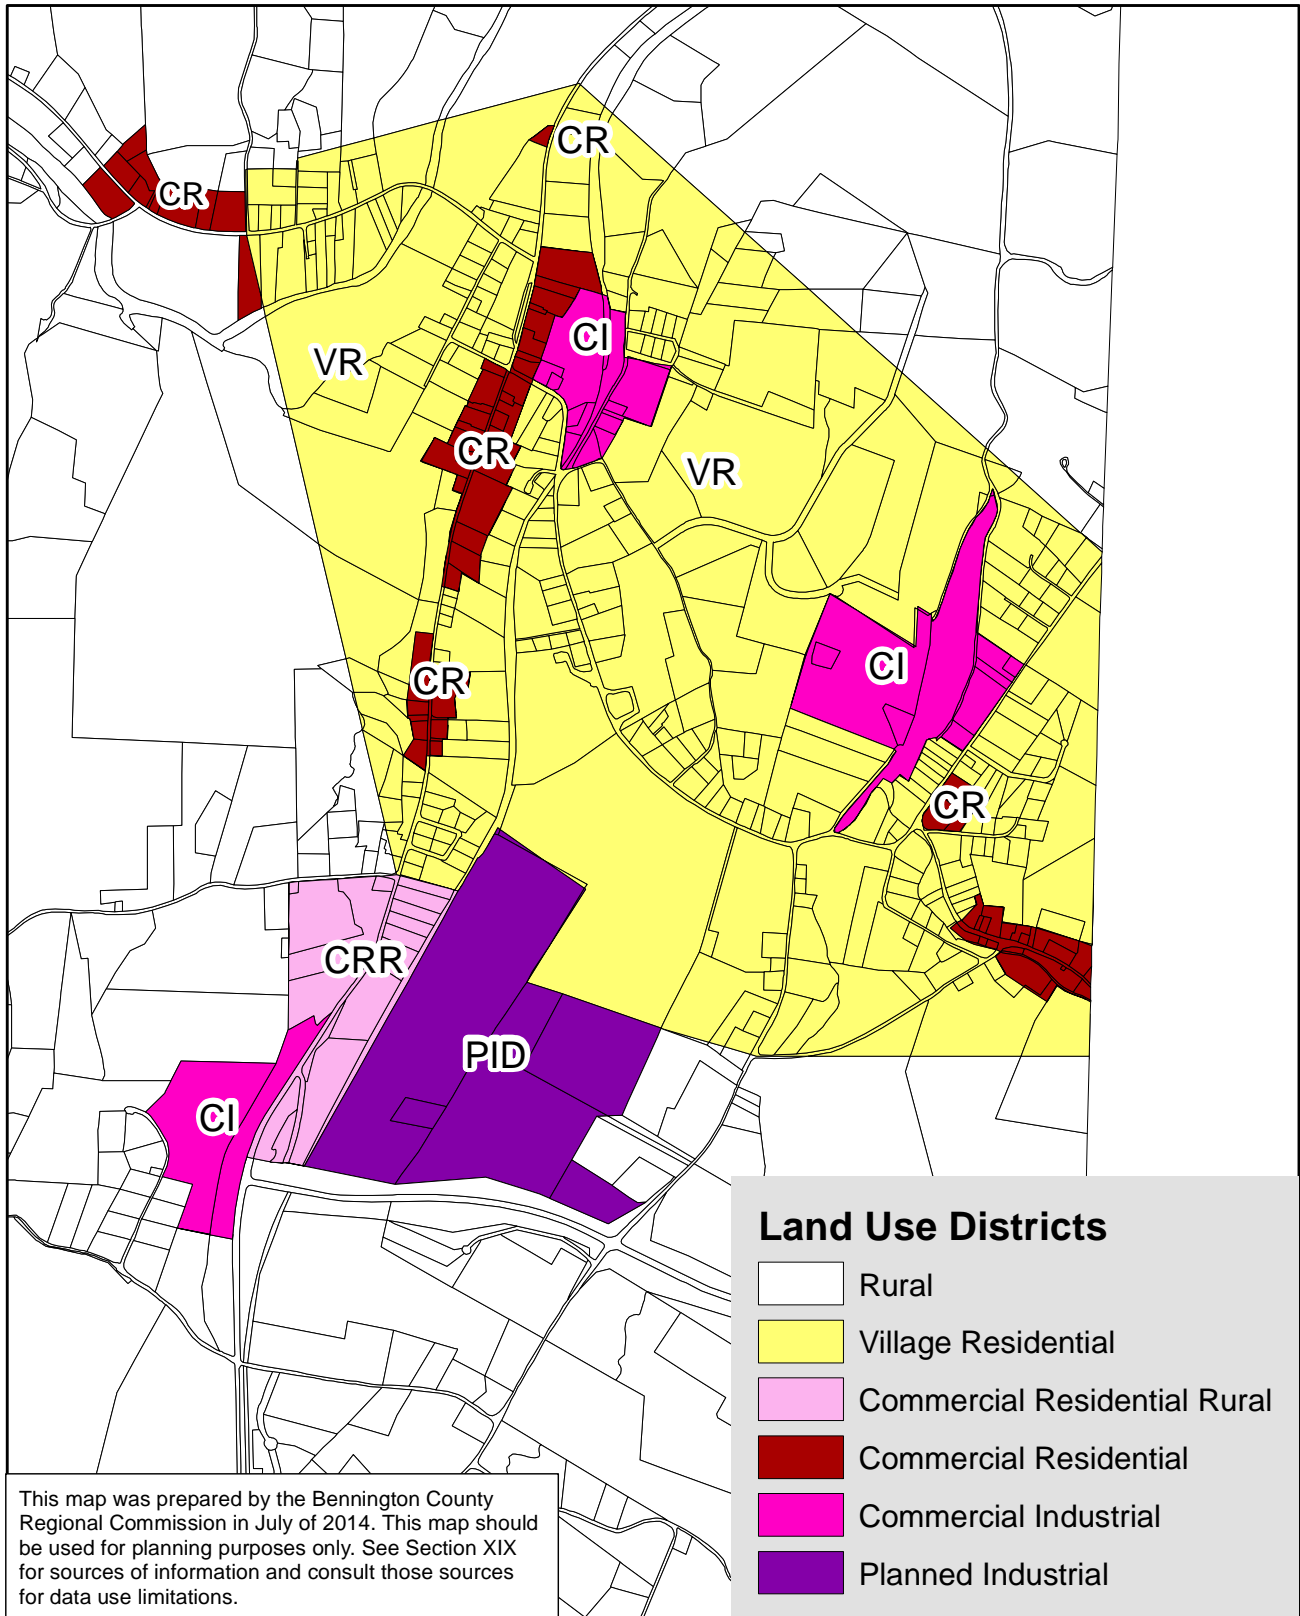 CR
CR
CI
VR
CR
VR
CI
CR
CR
CRR
PID
CI
Land Use Districts
Rural
Village Residential
Commercial Residential Rural
Commercial Residential
Commercial Industrial
Planned Industrial
This map was prepared by the Bennington County
Regional Commission in July of 2014. This map should
be used for planning purposes only. See Section XIX
for sources of information and consult those sources
for data use limitations.